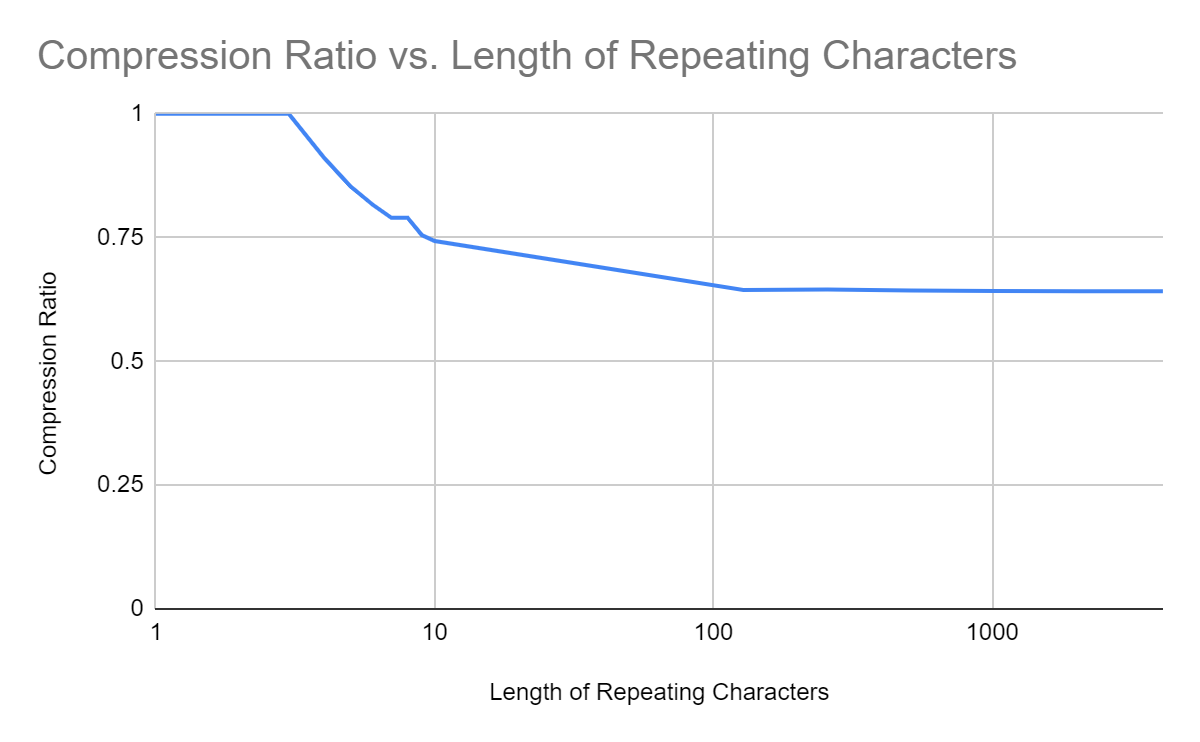 Compression Ratio vs. Length of Repeating Characters
1
0.75
0.5
0.25
0
Compression Ratio
1 10 100 1000
Length of Repeating Characters